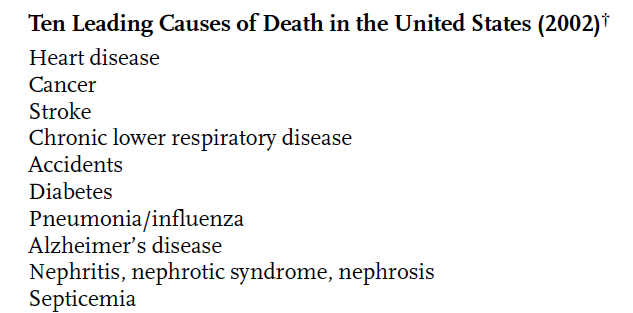 Ten Leading Causes of Death in the United States (2002)†
Heart disease
Cancer
Stroke
Chronic lower respiratory disease
Accidents
Diabetes
Pneumonia/influenza
Alzheimer’s disease
Nephritis, nephrotic syndrome, nephrosis
Septicemia